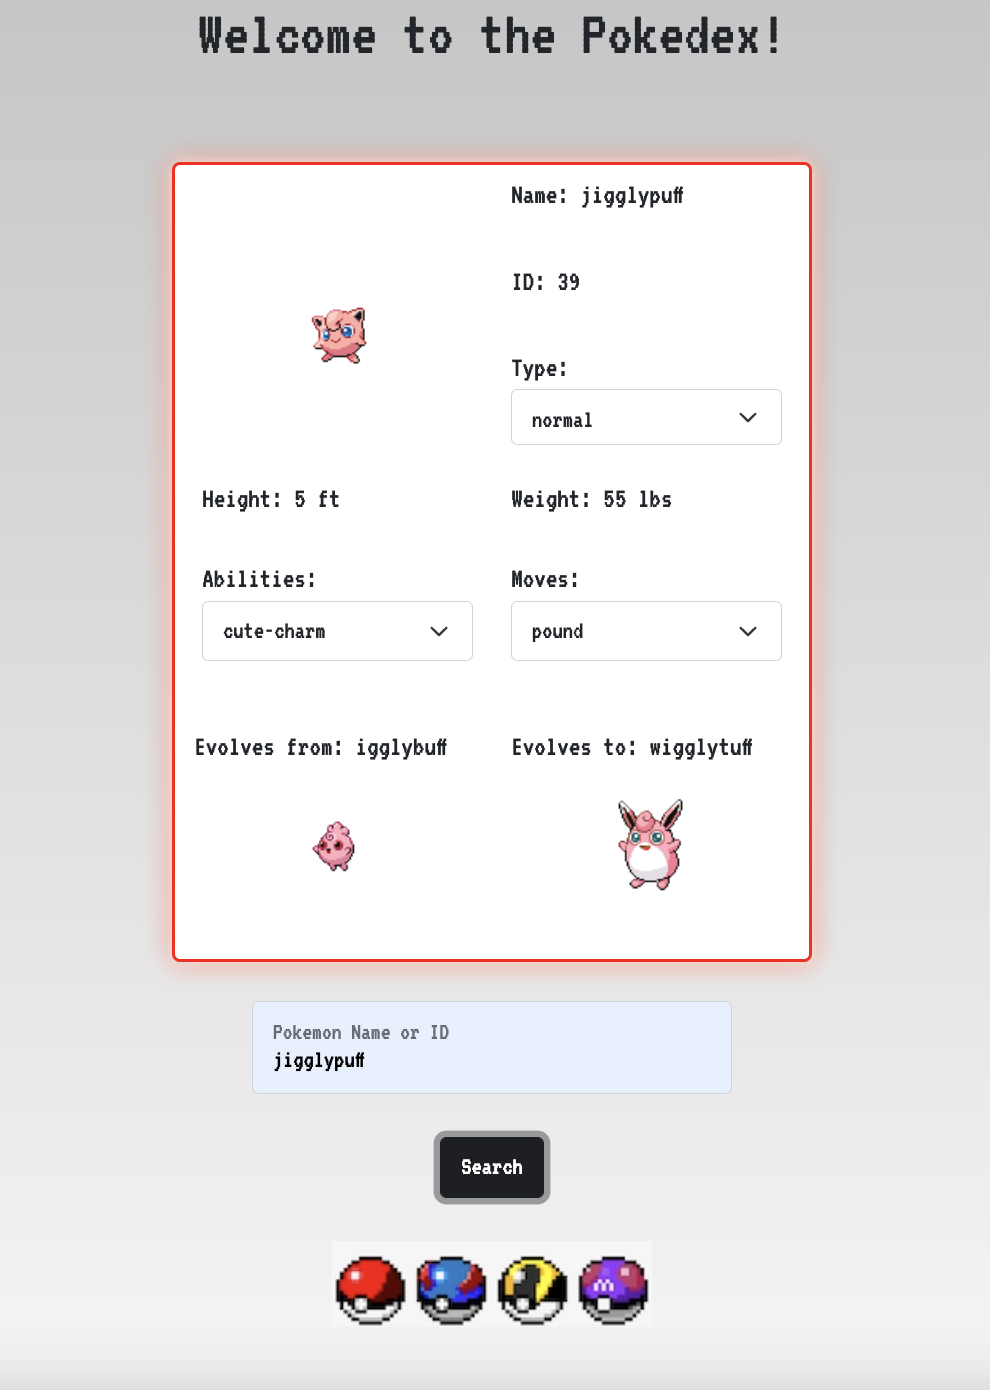 Welcome to the Pokedex!
Name: jigglypuff
ID: 39
Type:
normal
Height: 5 ft
Weight: 55 lbs
Abilities:
cute-charm
Moves:
pound
Evolves from: igglybuff
Evolves to: wigglytuff
Pokemon Name or ID
jigglypuff
Search